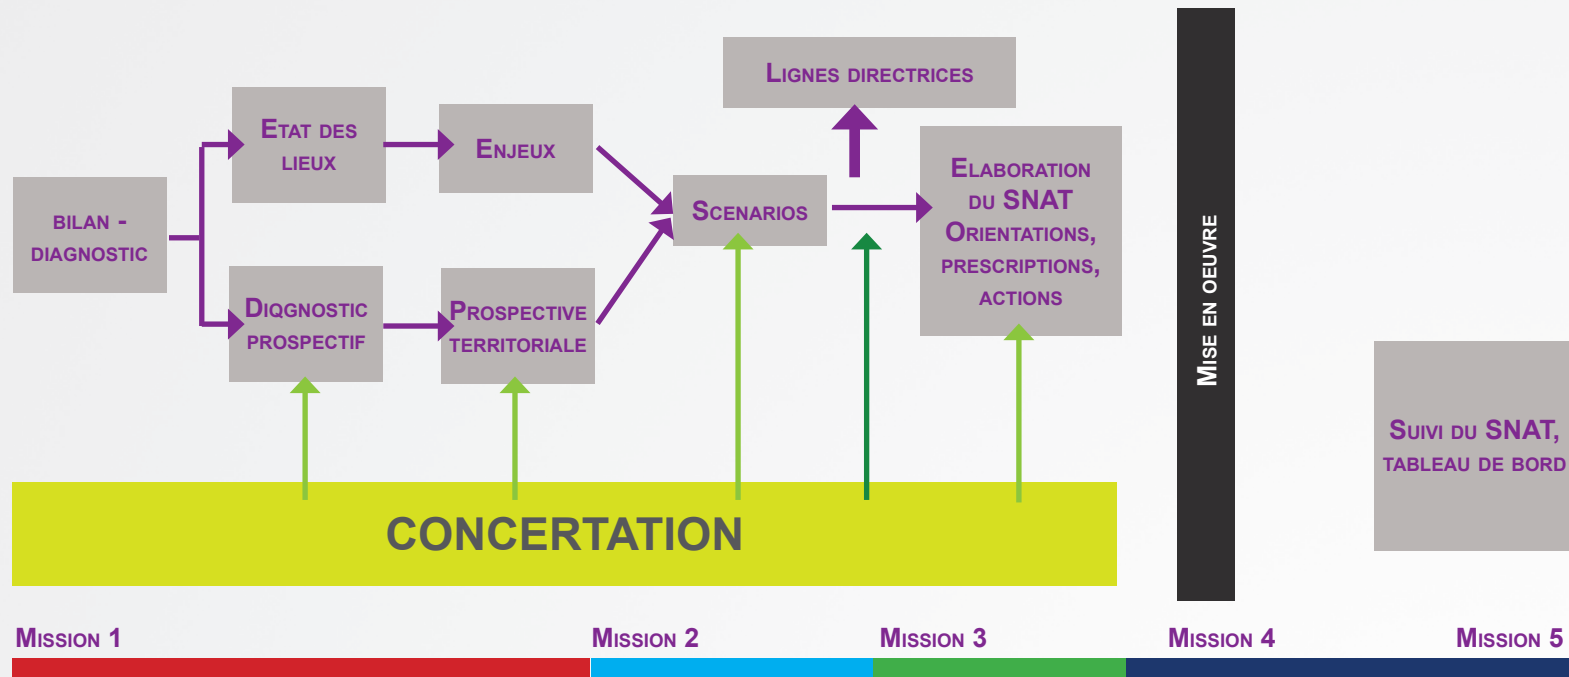 BILAN -
DIAGNOSTIC
ETAT DES
LIEUX
ENJEUX
DIQGNOSTIC
PROSPECTIF
PROSPECTIVE
TERRITORIALE
SCENARIOS
LIGNES DIRECTRICES
ELABORATION
DU SNAT
ORIENTATIONS,
PRESCRIPTIONS,
ACTIONS
MISE EN OEUVRE
SUIVI DU SNAT,
TABLEAU DE BORD
CONCERTATION
MISSION 1
MISSION 2
MISSION 3
MISSION 4
MISSION 5